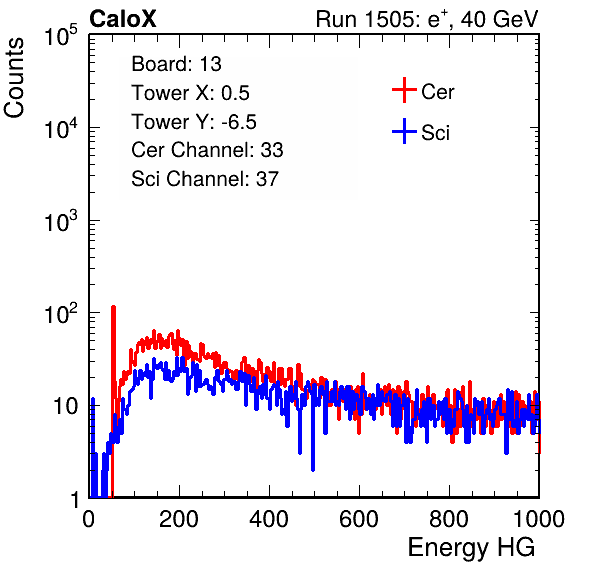 CaloX Run 1505: e⁺, 40 GeV
Counts
Board: 13
Tower X: 0.5
Tower Y: -6.5
Cer Channel: 33
Sci Channel: 37
Cer
Sci
10⁵
10⁴
10³
10²
10
1
0 200 400 600 800 1000
Energy HG